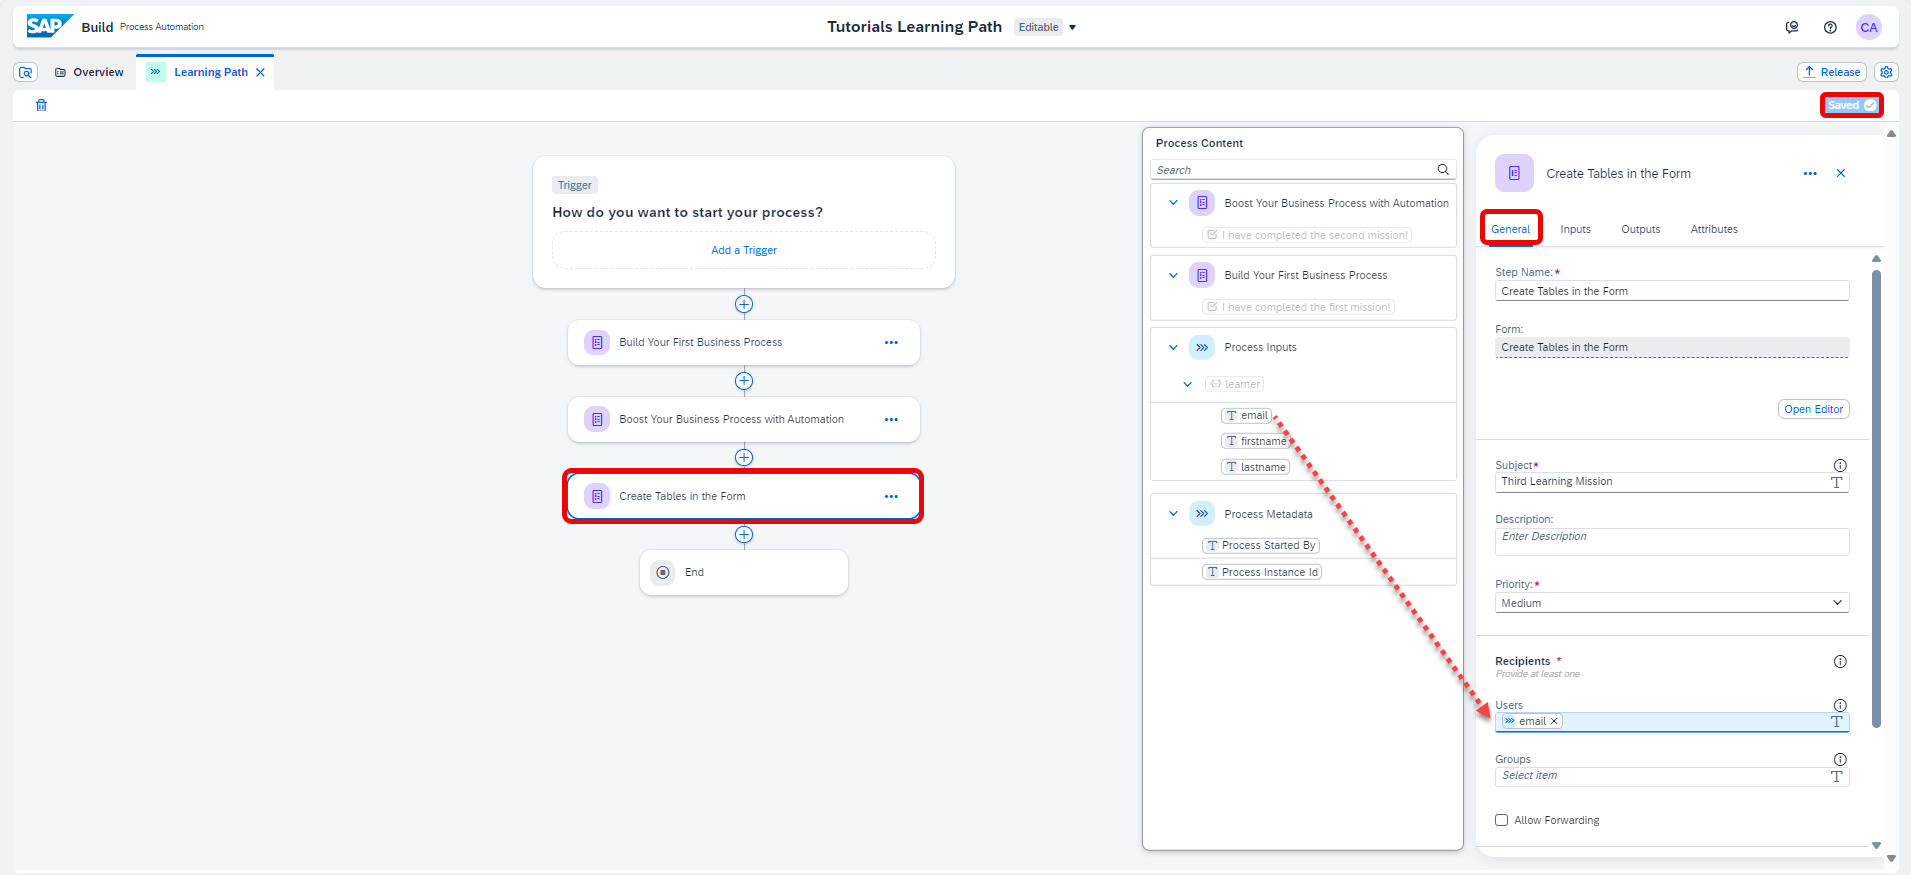 SAP Build Process Automation
Tutorials Learning Path Editable
CA
Overview
Learning Path
Release
Saved
Trigger
How do you want to start your process?
Add a Trigger
Build Your First Business Process
Boost Your Business Process with Automation
Create Tables in the Form
End
Process Content
Search
Boost Your Business Process with Automation
I have completed the second mission!
Build Your First Business Process
I have completed the first mission!
Process Inputs
learner
T email
T firstname
T lastname
Process Metadata
T Process Started By
T Process Instance Id
Create Tables in the Form
General Inputs Outputs Attributes
Step Name:*
Create Tables in the Form
Form:
Create Tables in the Form
Open Editor
Subject*
Third Learning Mission T
Description:
Enter Description
Priority:*
Medium
Recipients *
Provide at least one
Users
email T
Groups
Select item T
Allow Forwarding